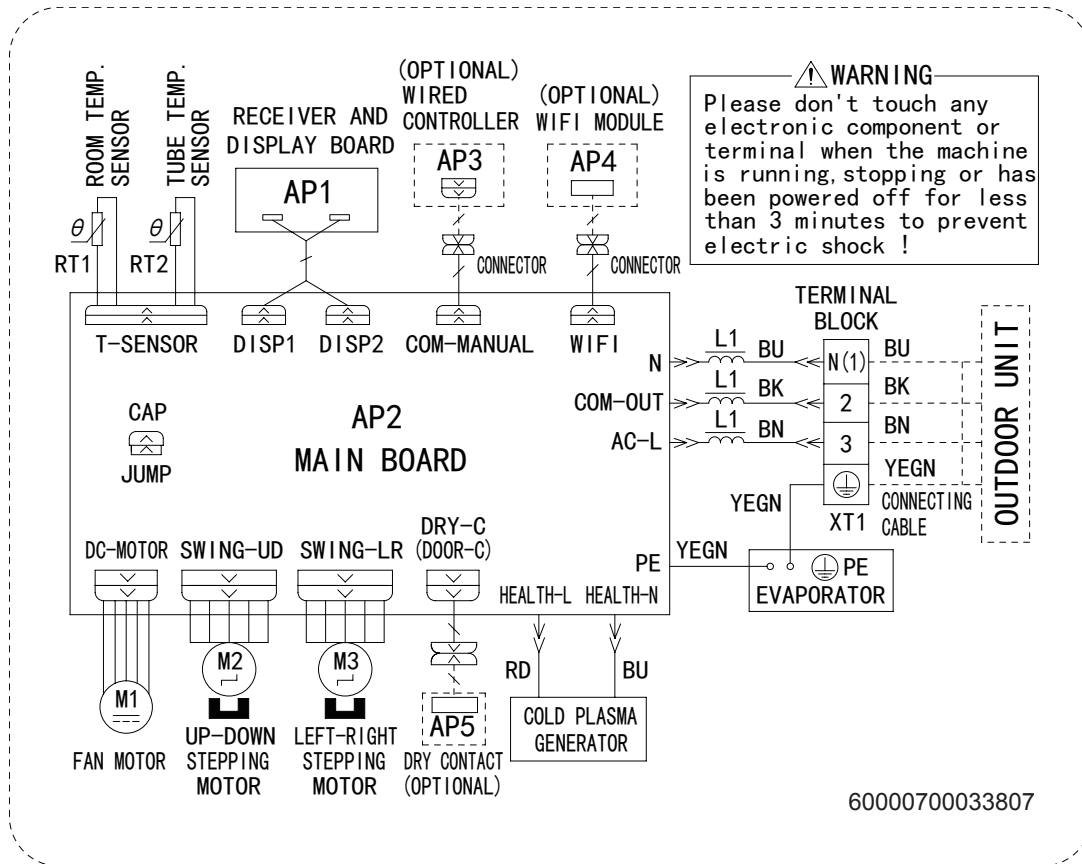 ROOM TEMP.
SENSOR
TUBE TEMP.
SENSOR
RECEIVER AND
DISPLAY BOARD
(OPTIONAL)
WIRED
CONTROLLER
(OPTIONAL)
WIFI MODULE
WARNING
Please don't touch any
electronic component or
terminal when the machine
is running, stopping or has
been powered off for less
than 3 minutes to prevent
electric shock !
AP1
AP3
AP4
θ
RT1
θ
RT2
CONNECTOR
CONNECTOR
T-SENSOR
DISP1
DISP2
COM-MANUAL
WIFI
TERMINAL
BLOCK
N
L1
BU
N(1)
BU
COM-OUT
L1
BK
2
BK
AC-L
L1
BN
3
BN
YEGN
CONNECTING
CABLE
XT1
OUTDOOR UNIT
CAP
JUMP
AP2
MAIN BOARD
YEGN
PE
YEGN
PE
EVAPORATOR
DC-MOTOR
SWING-UD
SWING-LR
DRY-C
(DOOR-C)
HEALTH-L
HEALTH-N
M1
FAN MOTOR
M2
UP-DOWN
STEPPING
MOTOR
M3
LEFT-RIGHT
STEPPING
MOTOR
AP5
DRY CONTACT
(OPTIONAL)
RD
BU
COLD PLASMA
GENERATOR
60000700033807